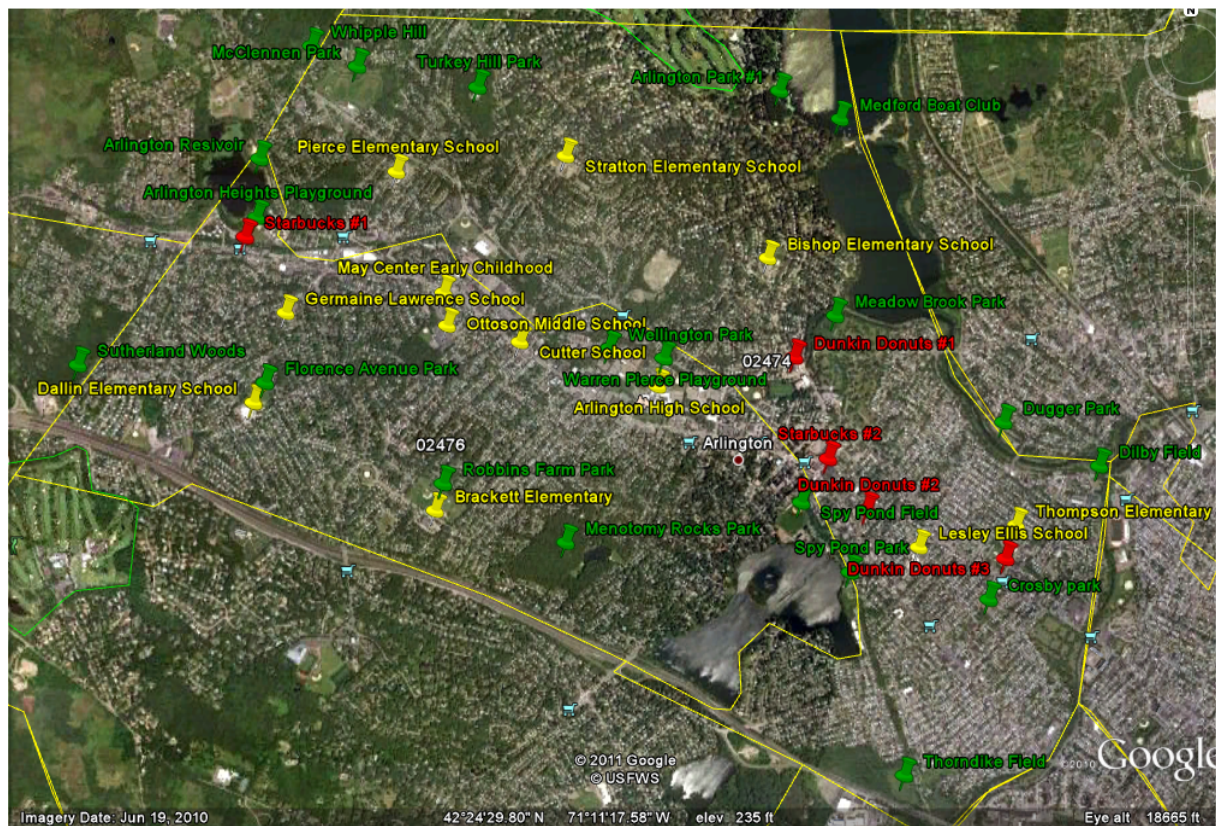 N
Whipple Hill
McClennen Park
Turkey Hill Park
Arlington Park #1
Medford Boat Club
Arlington Resivoir
Pierce Elementary School
Stratton Elementary School
Arlington Heights Playground
Starbucks #1
Bishop Elementary School
May Center Early Childhood
Germaine Lawrence School
Meadow Brook Park
Ottoson Middle School
Wollington Park
Dunkin Donuts #1
Sutherland Woods
Cutter School
02474
Florence Avenue Park
Warren Pierce Playground
Dallin Elementary School
Arlington High School
Dugger Park
02476
Arlington
Starbucks #2
Dilby Field
Robbins Farm Park
Dunkin Donuts #2
Brackett Elementary
Spy Pond Field
Thompson Elementary
Menotomy Rocks Park
Lesley Ellis School
Spy Pond Park
Dunkin Donuts #3
Crosby park
© 2011 Google
© USFWS
Thorndike Field
©2010 Google
Imagery Date: Jun 19, 2010
42°24'29.80" N 71°11'17.58" W elev 235 ft
Eye alt 18665 ft